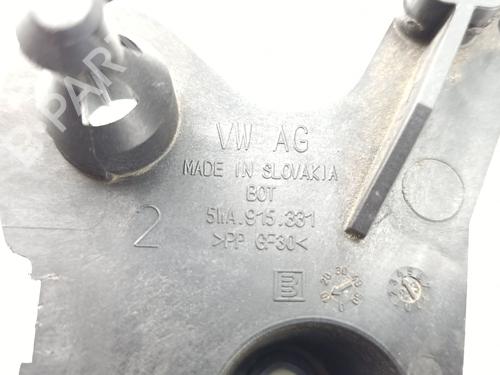 VW AG
MADE IN SLOVAKIA
BOT
5WA.915.331
2
>PP GF30<
B-PARTS